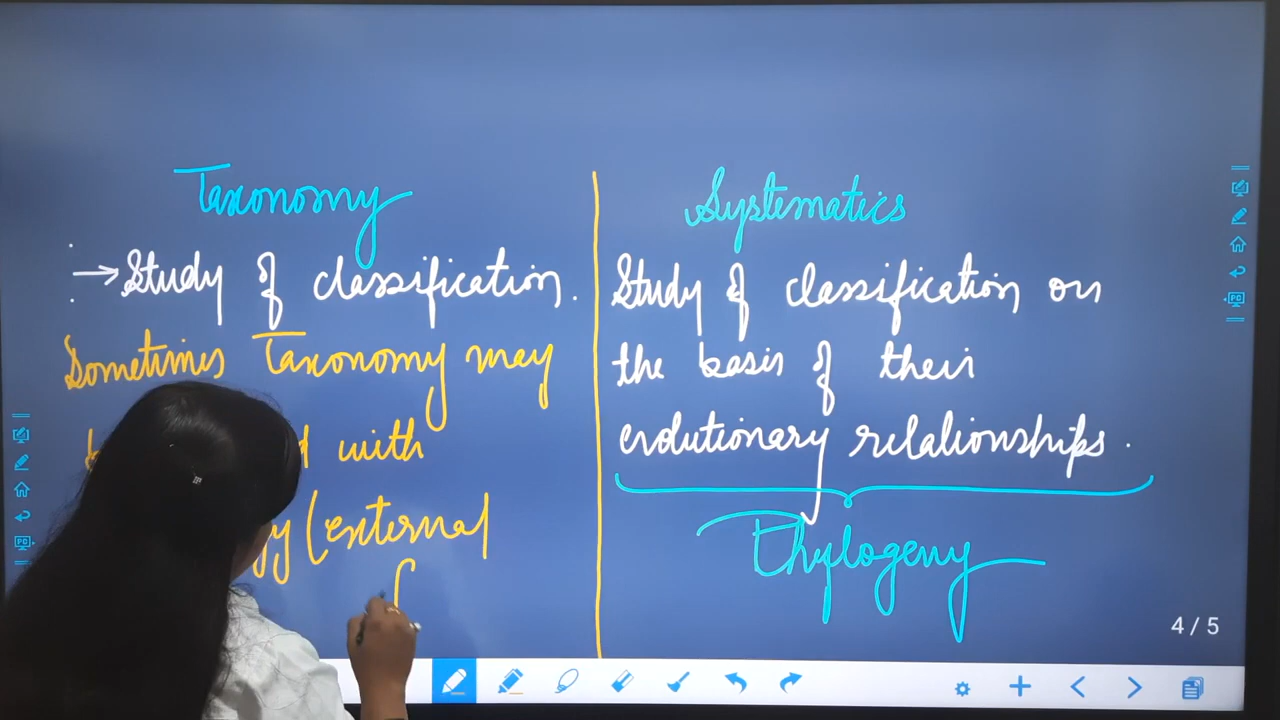 Taxonomy
→ Study of classification.
Sometimes Taxonomy may
with
(external
Systematics
Study of classification on
the basis of their
evolutionary relationships.
Phylogeny
4 / 5